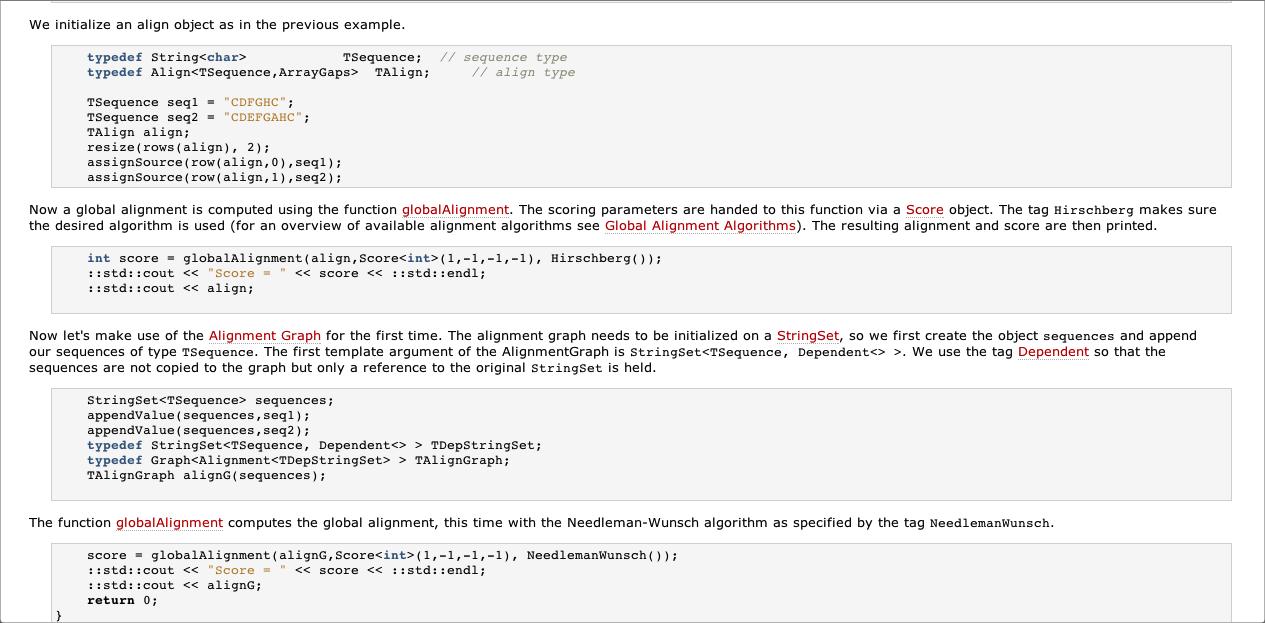 We initialize an align object as in the previous example.
typedef String<char>            TSequence;  // sequence type
typedef Align<TSequence,ArrayGaps>  TAlign;     // align type
TSequence seq1 = "CDFGHC";
TSequence seq2 = "CDEFGAHC";
TAlign align;
resize(rows(align), 2);
assignSource(row(align,0),seq1);
assignSource(row(align,1),seq2);
Now a global alignment is computed using the function globalAlignment. The scoring parameters are handed to this function via a Score object. The tag Hirschberg makes sure
the desired algorithm is used (for an overview of available alignment algorithms see Global Alignment Algorithms). The resulting alignment and score are then printed.
int score = globalAlignment(align,Score<int>(1,-1,-1,-1), Hirschberg());
::std::cout << "Score = " << score << ::std::endl;
::std::cout << align;
Now let's make use of the Alignment Graph for the first time. The alignment graph needs to be initialized on a StringSet, so we first create the object sequences and append
our sequences of type TSequence. The first template argument of the AlignmentGraph is StringSet<TSequence, Dependent<> >. We use the tag Dependent so that the
sequences are not copied to the graph but only a reference to the original StringSet is held.
StringSet<TSequence> sequences;
appendValue(sequences,seq1);
appendValue(sequences,seq2);
typedef StringSet<TSequence, Dependent<> > TDepStringSet;
typedef Graph<Alignment<TDepStringSet> > TAlignGraph;
TAlignGraph alignG(sequences);
The function globalAlignment computes the global alignment, this time with the Needleman-Wunsch algorithm as specified by the tag NeedlemanWunsch.
score = globalAlignment(alignG,Score<int>(1,-1,-1,-1), NeedlemanWunsch());
::std::cout << "Score = " << score << ::std::endl;
::std::cout << alignG;
return 0;
}